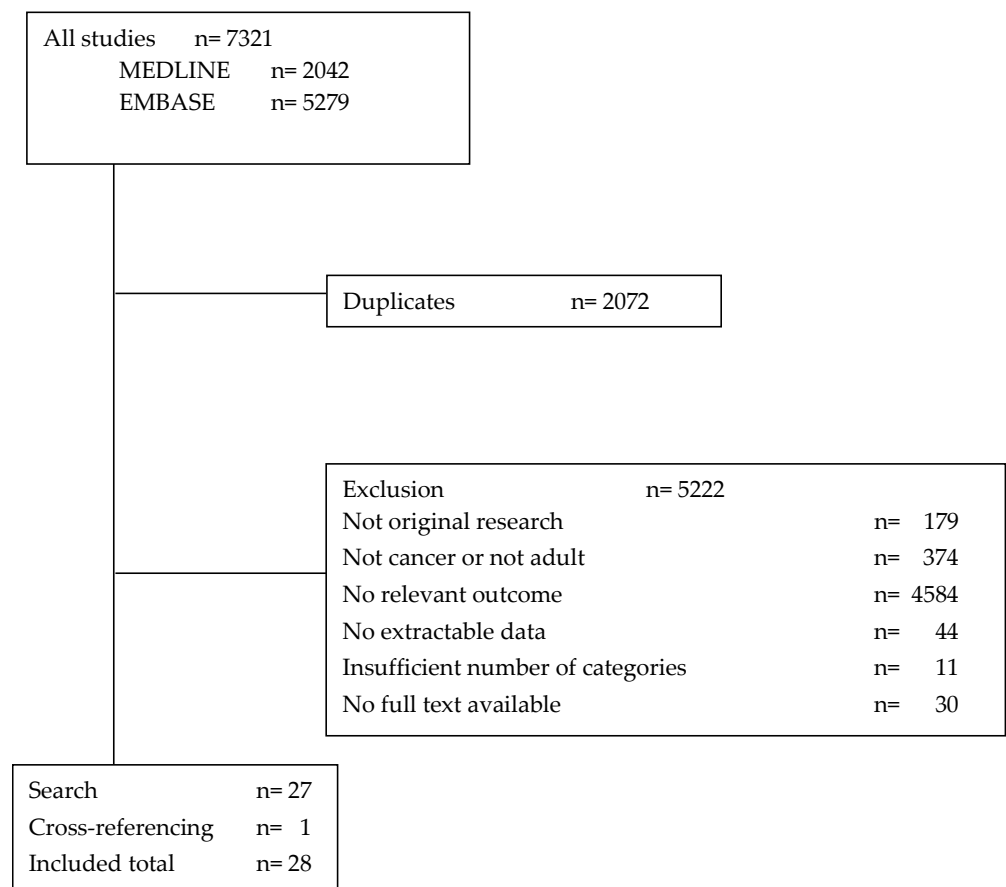 All studies n= 7321
MEDLINE n= 2042
EMBASE n= 5279
Duplicates n= 2072
Exclusion n= 5222
Not original research n= 179
Not cancer or not adult n= 374
No relevant outcome n= 4584
No extractable data n= 44
Insufficient number of categories n= 11
No full text available n= 30
Search n= 27
Cross-referencing n= 1
Included total n= 28